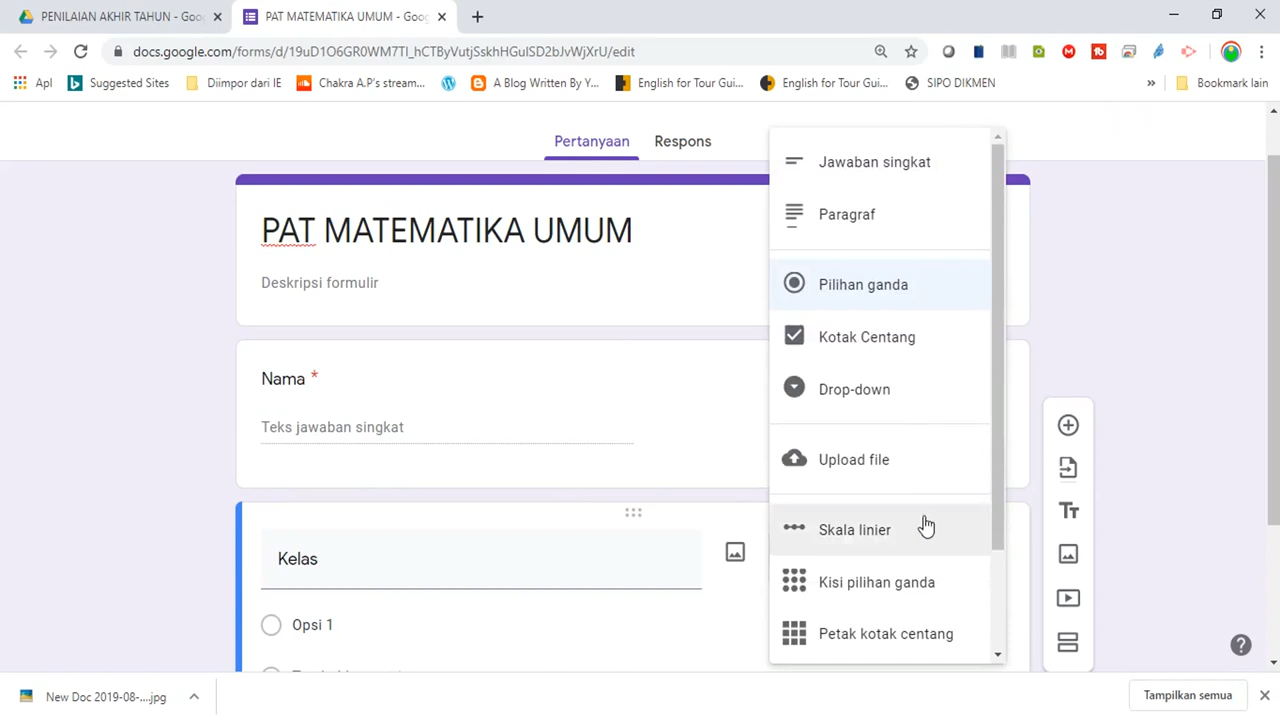 PENILAIAN AKHIR TAHUN - Goo
PAT MATEMATIKA UMUM - Goog
docs.google.com/forms/d/19uD1O6GR0WM7Tl_hCTByVutjSskhHGulSD2bJvWjXrU/edit
Apl
Suggested Sites
Diimpor dari IE
Chakra A.P's stream...
A Blog Written By Y...
English for Tour Gui...
English for Tour Gui...
SIPO DIKMEN
»
Bookmark lain
Pertanyaan
Respons
PAT MATEMATIKA UMUM
Deskripsi formulir
Nama *
Teks jawaban singkat
Kelas
Opsi 1
Jawaban singkat
Paragraf
Pilihan ganda
Kotak Centang
Drop-down
Upload file
Skala linier
Kisi pilihan ganda
Petak kotak centang
Tt
New Doc 2019-08-....jpg
Tampilkan semua